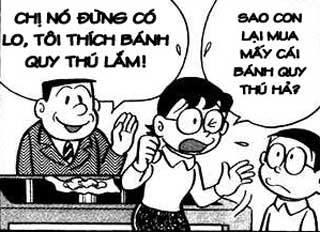 CHỊ NÓ ĐỪNG CÓ
LO, TÔI THÍCH BÁNH
QUY THÚ LẮM!
SAO CON
LẠI MUA
MẤY CÁI
BÁNH QUY
THÚ HẢ?